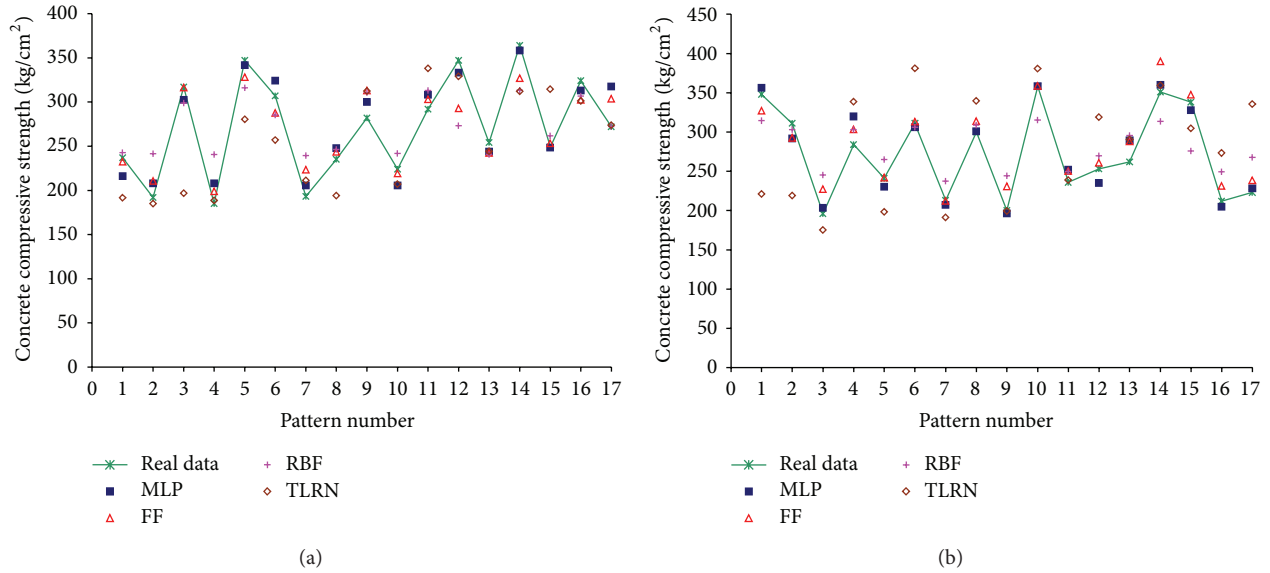 Concrete compressive strength (kg/cm²)
400
350
300
250
200
150
100
50
0
0 1 2 3 4 5 6 7 8 9 10 11 12 13 14 15 16 17
Pattern number
Real data
MLP
FF
RBF
TLRN
(a)
Concrete compressive strength (kg/cm²)
450
400
350
300
250
200
150
100
50
0
0 1 2 3 4 5 6 7 8 9 10 11 12 13 14 15 16 17
Pattern number
Real data
MLP
FF
RBF
TLRN
(b)